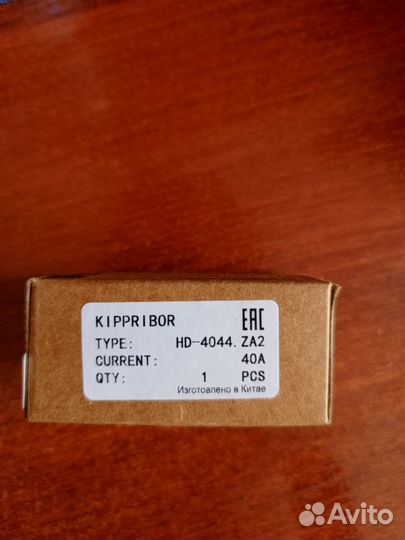 KIPPRIBOR EAC
TYPE: HD-4044.ZA2
CURRENT: 40A
QTY: 1 PCS
Изготовлено в Китае
Avito